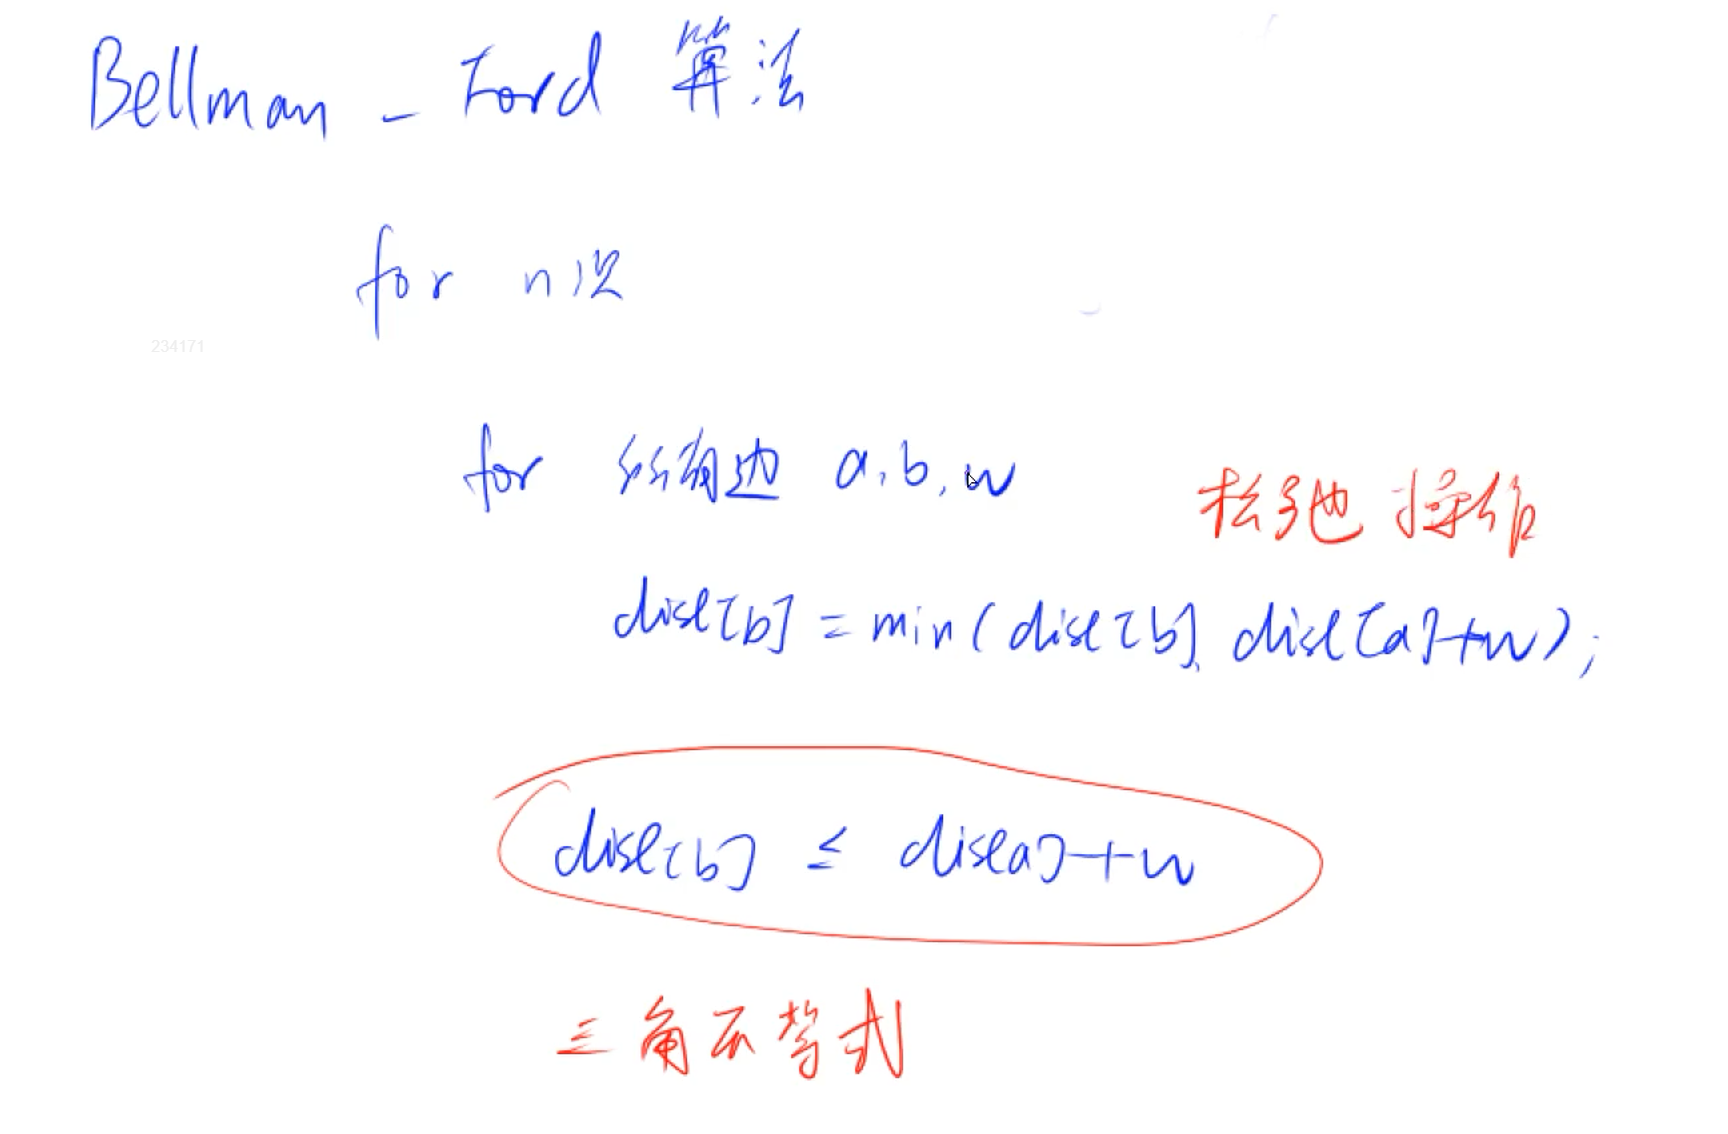 Bellman - Ford 算法
for n次
234171
for 所有边 a,b,w
松弛操作
dist[b] = min(dist[b], dist[a]+w);
dist[b] ≤ dist[a]+w
三角不等式